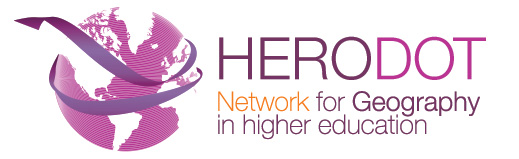 HERODOT
Network for Geography
in higher education